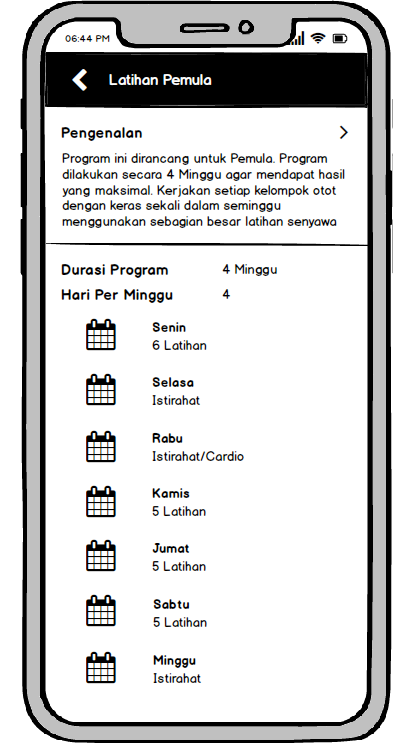 06:44 PM
Latihan Pemula
Pengenalan
Program ini dirancang untuk Pemula. Program
dilakukan secara 4 Minggu agar mendapat hasil
yang maksimal. Kerjakan setiap kelompok otot
dengan keras sekali dalam seminggu
menggunakan sebagian besar latihan senyawa
Durasi Program 4 Minggu
Hari Per Minggu 4
Senin
6 Latihan
Selasa
Istirahat
Rabu
Istirahat/Cardio
Kamis
5 Latihan
Jumat
5 Latihan
Sabtu
5 Latihan
Minggu
Istirahat